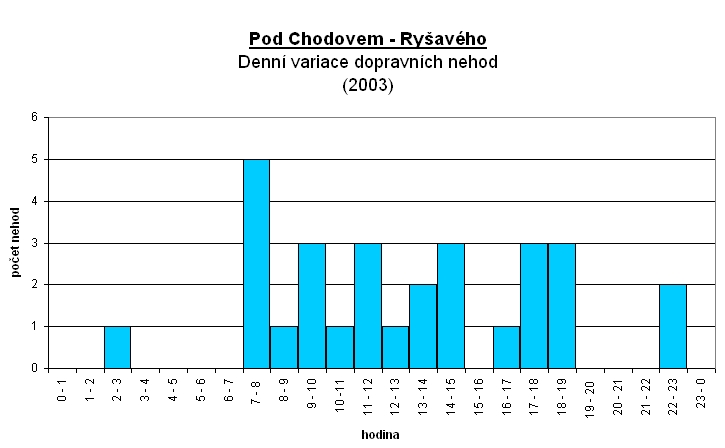 Pod Chodovem - Ryšavého
Denní variace dopravních nehod
(2003)
počet nehod
6
5
4
3
2
1
0
0 - 1
1 - 2
2 - 3
3 - 4
4 - 5
5 - 6
6 - 7
7 - 8
8 - 9
9 - 10
10 -11
11 - 12
12 - 13
13 - 14
14 - 15
15 - 16
16 - 17
17 - 18
18 - 19
19 - 20
20 - 21
21 - 22
22 - 23
23 - 0
hodina